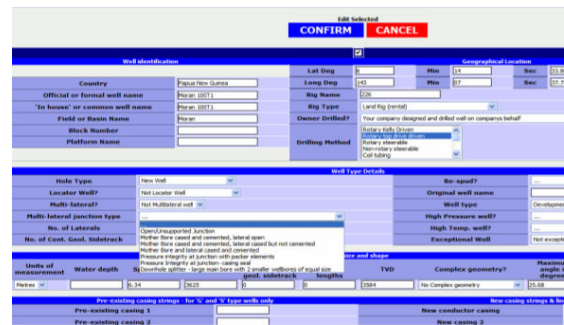 Edit Selected
CONFIRM CANCEL
Well identification
Geographical Location
Country Papua New Guinea
Lat Deg 6 Min 14 Sec
Official or formal well name Moran 10ST1
Long Deg 143 Min 07 Sec
'In house' or common well name Moran 10ST1
Rig Name 226
Field or Basin Name Moran
Rig Type Land Rig (rental)
Block Number
Owner Drilled? Your company designed and drilled well on companys behalf
Platform Name
Drilling Method
Rotary Kelly Driven
Rotary top drive driven
Rotary steerable
Non-rotary steerable
Coil tubing
Well Type Details
Hole Type New Well
Re-spud? ...
Locator Well? Not Locator Well
Original well name
Multi-lateral? Not Multilateral well
Well type Developmen
Multi-lateral junction type ...
High Pressure well? ...
No. of Laterals
High Temp. well? ...
No. of Cent. Geol. Sidetrack
Exceptional Well Not excepti
...
Open/Unsupported Junction
Mother Bore cased and cemented, lateral open
Mother Bore cased and cemented, lateral cased but not cemented
Mother Bore and lateral cased and cemented
Pressure integrity at junction with packer elements
Pressure Integrity at junction- casing seal
Downhole splitter - large main bore with 2 smaller wellbores of equal size
and shape
Units of measurement
Water depth
geol. sidetrack
lengths
TVD
Complex geometry?
Maximum angle degree
Metres 6.34 3625 0 0 3584 No Complex geometry 25.68
Pre-existing casing strings - for 'G' and 'S' type wells only
New casing strings & lin
Pre-existing casing 1
New conductor casing
Pre-existing casing 2
New casing 2